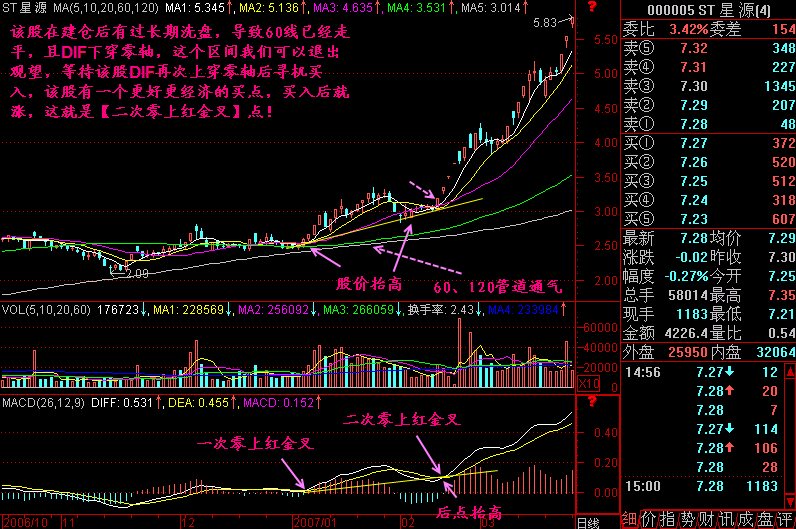 ST星源 MA(5,10,20,60,120) MA1: 5.345↑, MA2: 5.136↑, MA3: 4.635↑, MA4: 3.531↑, MA5: 3.014↑
?
5.83
该股在建仓后有过长期洗盘，导致60线已经走
平，且DIF下穿零轴，这个区间我们可以退出
观望，等待该股DIF再次上穿零轴后寻机买
入，该股有一个更好更经济的买点，买入后就
涨，这就是【二次零上红金叉】点！
5.50
5.00
4.50
4.00
3.50
3.00
2.50
2.00
2.09
股价抬高
60、120管道通气
VOL(5,10,20,60) 176723↓, MA1: 228569↓, MA2: 256092↓, MA3: 266059↓, 换手率: 2.43↓, MA4: 233984↑
60000
40000
20000
X10
MACD(26,12,9) DIFF: 0.531↑, DEA: 0.455↑, MACD: 0.152↑
?
二次零上红金叉
一次零上红金叉
后点抬高
0.40
0.20
0.00
2006/10 11 12 2007/01 02 03 日线
000005 ST星源(4)
委比 3.42% 委差 154
卖⑤ 7.32 348
卖④ 7.31 227
卖③ 7.30 1345
卖② 7.29 207
卖① 7.28 48
买① 7.27 372
买② 7.26 520
买③ 7.25 512
买④ 7.24 318
买⑤ 7.23 607
最新 7.28 均价 7.29
涨跌 -0.02 昨收 7.30
幅度 -0.27% 今开 7.25
总手 58014 最高 7.35
现手 1183 最低 7.21
金额 4226.4 量比 0.54
外盘 25950 内盘 32064
14:56 7.27↓ 12
7.28↑ 20
7.28 7
7.27↓ 114
7.28↑ 106
7.28 28
15:00 7.28 1183
细 价 指 势 财 讯 成 盘 评